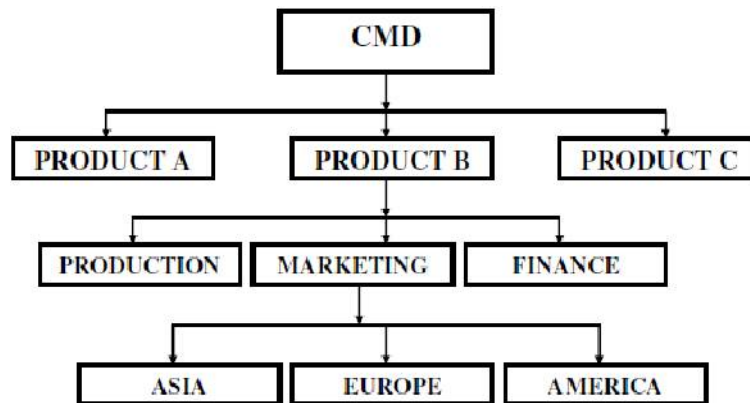 CMD
PRODUCT A
PRODUCT B
PRODUCT C
PRODUCTION
MARKETING
FINANCE
ASIA
EUROPE
AMERICA